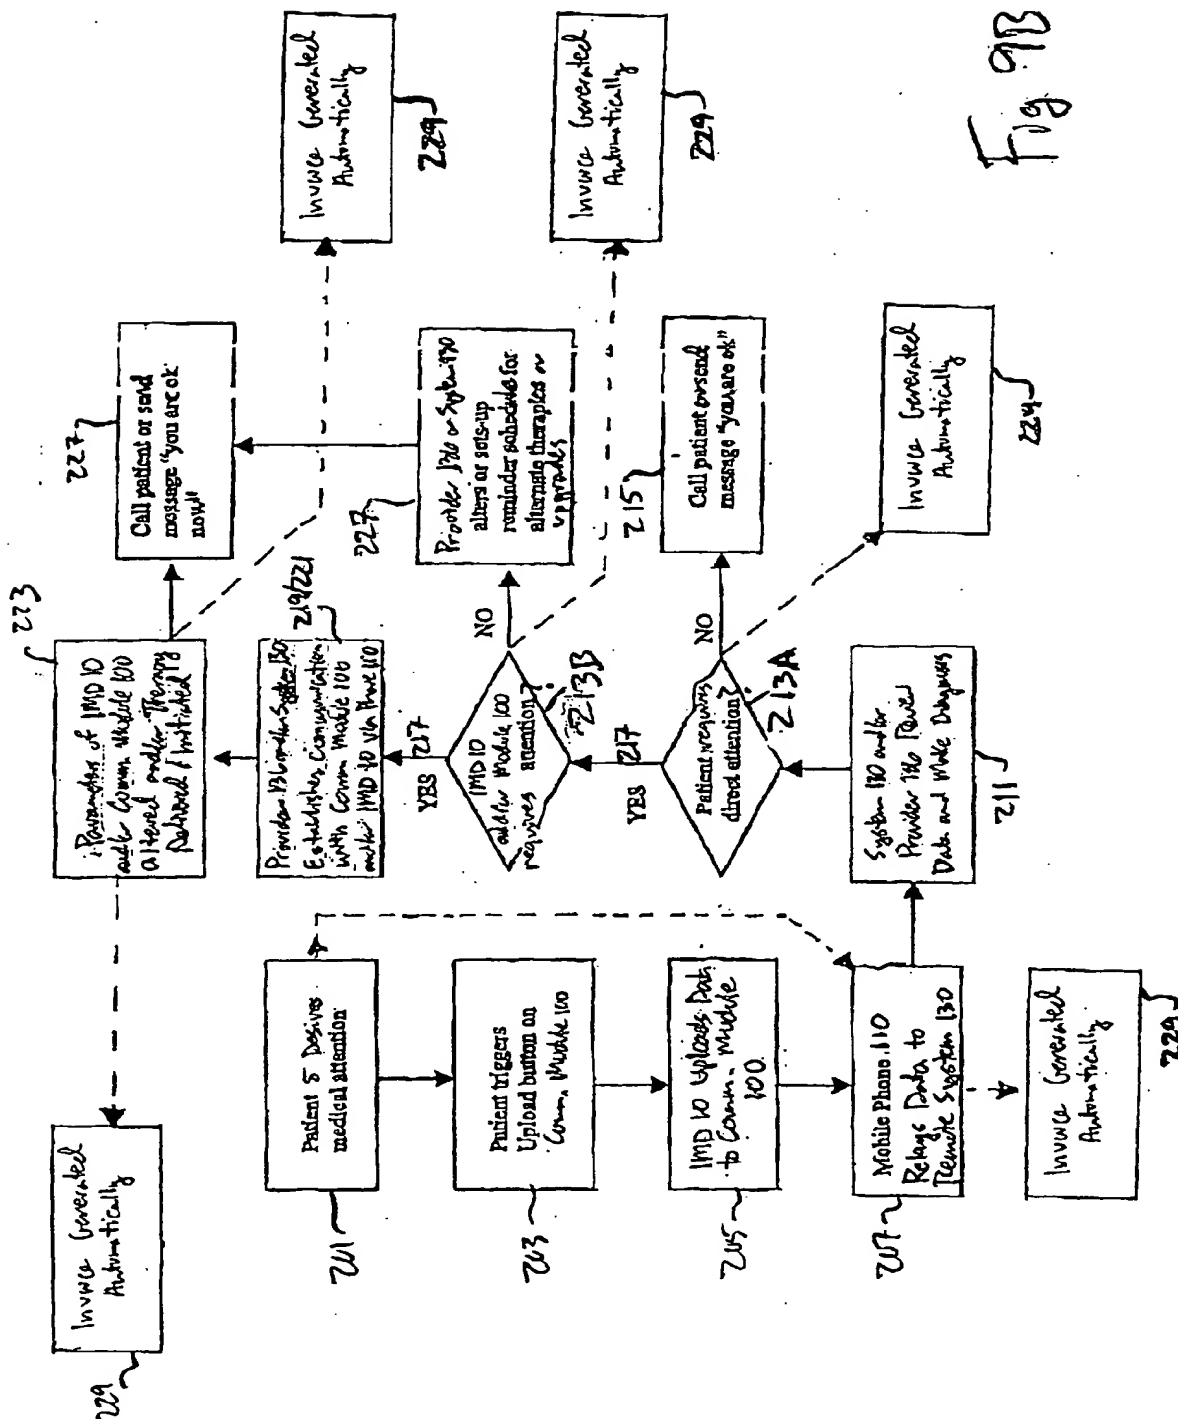 201
Patient 5 Desires
medical attention
203
Patient triggers
Upload button on
Comm. Module 100
205
IMD 10 Uploads Data
to Comm. Module
100
207
Mobile Phone 110
Relays Data to
Remote System 130
Invoice Generated
Automatically
229
211
System 130 and/or
Provider 136 Review
Data and Make Diagnosis
Patient requires
direct attention?
213A
NO
215
Call patient or send
message "you are ok"
Invoice Generated
Automatically
229
YES
217
IMD 10
and/or Module 100
requires attention?
213B
NO
227
Provider 136 or System 130
alters or sets-up
reminder schedules for
alternate therapies or
upgrades
Invoice Generated
Automatically
229
YES
217
219/221
Provider 136 and/or System 130
Establishes Communication
with Comm Module 100
and/or IMD 10 via Phone 110
223
Parameters of IMD 10
and/or Comm Module 100
altered and/or Therapy
Delivered / Initiated
227
Call patient or send
message "you are ok
now"
Invoice Generated
Automatically
229
Invoice Generated
Automatically
229
Fig 9B